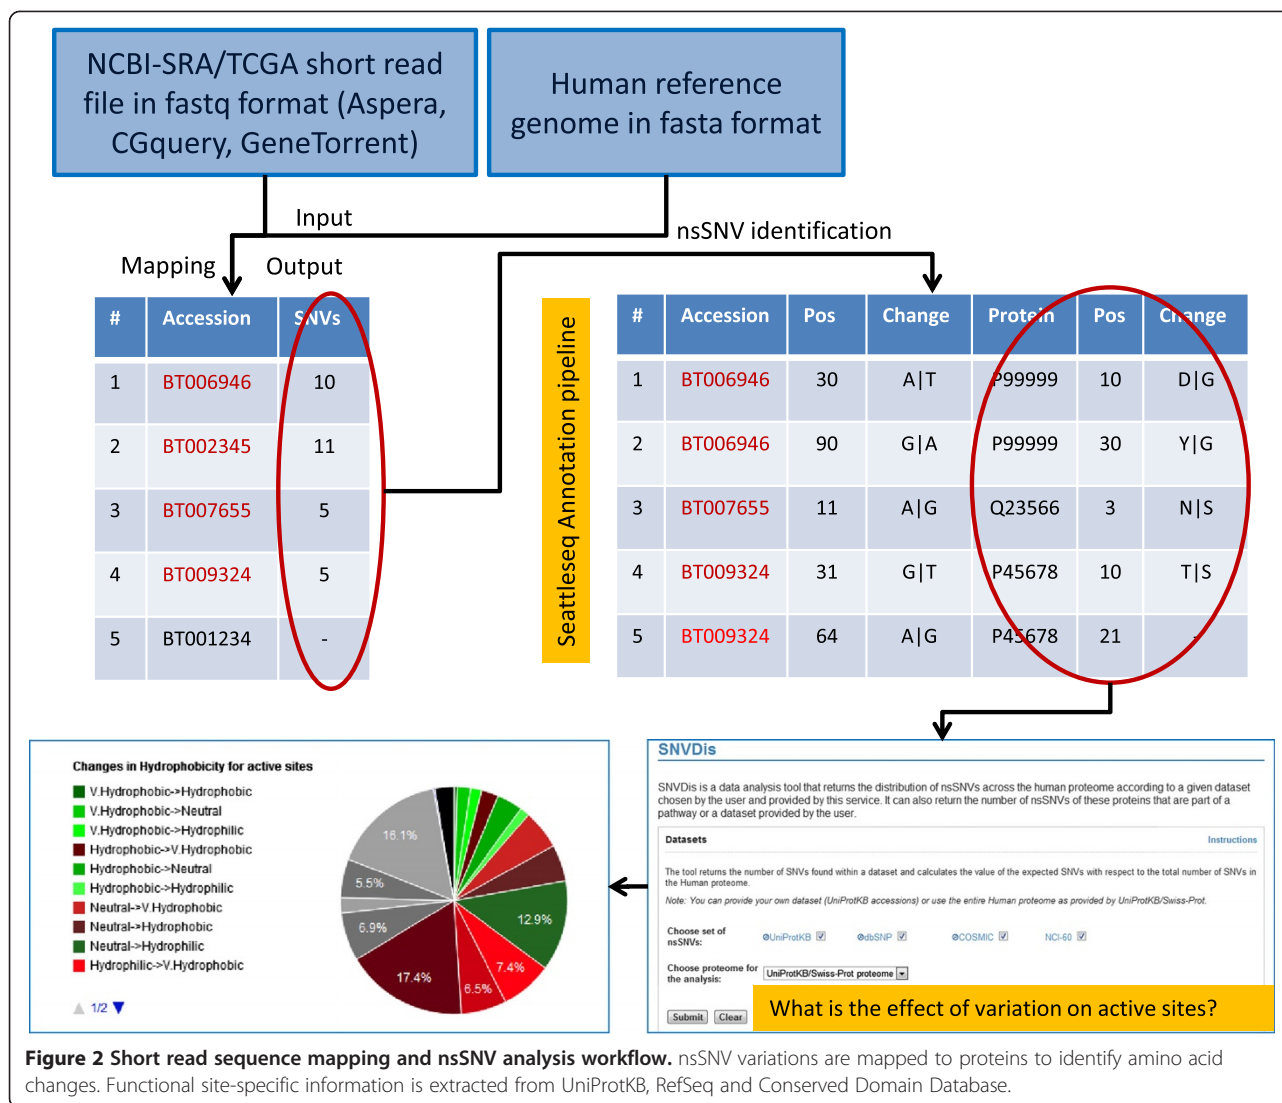 NCBI-SRA/TCGA short read
file in fastq format (Aspera,
CGquery, GeneTorrent)
Human reference
genome in fasta format
Input
nsSNV identification
Mapping
Output
# Accession SNVs
1 BT006946 10
2 BT002345 11
3 BT007655 5
4 BT009324 5
5 BT001234 -
Seattleseq Annotation pipeline
# Accession Pos Change Protein Pos Change
1 BT006946 30 A|T P99999 10 D|G
2 BT006946 90 G|A P99999 30 Y|G
3 BT007655 11 A|G Q23566 3 N|S
4 BT009324 31 G|T P45678 10 T|S
5 BT009324 64 A|G P45678 21 -
Changes in Hydrophobicity for active sites
V.Hydrophobic->Hydrophobic
V.Hydrophobic->Neutral
V.Hydrophobic->Hydrophilic
Hydrophobic->V.Hydrophobic
Hydrophobic->Neutral
Hydrophobic->Hydrophilic
Neutral->V.Hydrophobic
Neutral->Hydrophobic
Neutral->Hydrophilic
Hydrophilic->V.Hydrophobic
1/2
16.1%
5.5%
6.9%
17.4%
6.5%
7.4%
12.9%
SNVDis
SNVDis is a data analysis tool that returns the distribution of nsSNVs across the human proteome according to a given dataset
chosen by the user and provided by this service. It can also return the number of nsSNVs of these proteins that are part of a
pathway or a dataset provided by the user.
Datasets
Instructions
The tool returns the number of SNVs found within a dataset and calculates the value of the expected SNVs with respect to the total number of SNVs in
the Human proteome.
Note: You can provide your own dataset (UniProtKB accessions) or use the entire Human proteome as provided by UniProtKB/Swiss-Prot.
Choose set of
nsSNVs:
UniProtKB
dbSNP
COSMIC
NCI-60
Choose proteome for
the analysis:
UniProtKB/Swiss-Prot proteome
Submit
Clear
What is the effect of variation on active sites?
Figure 2 Short read sequence mapping and nsSNV analysis workflow. nsSNV variations are mapped to proteins to identify amino acid
changes. Functional site-specific information is extracted from UniProtKB, RefSeq and Conserved Domain Database.